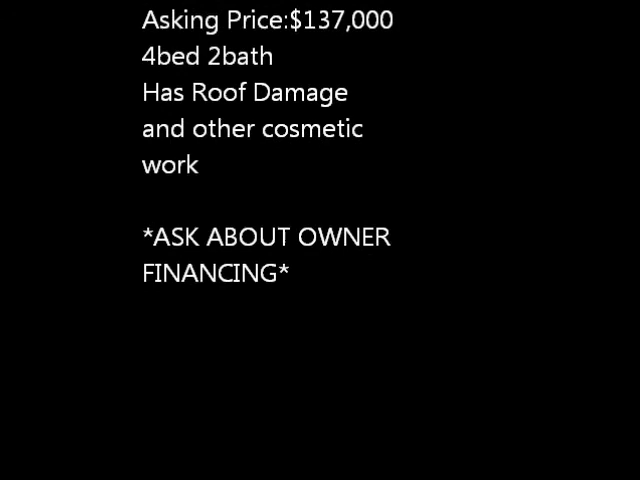 Asking Price:$137,000
4bed 2bath
Has Roof Damage
and other cosmetic
work
*ASK ABOUT OWNER
FINANCING*